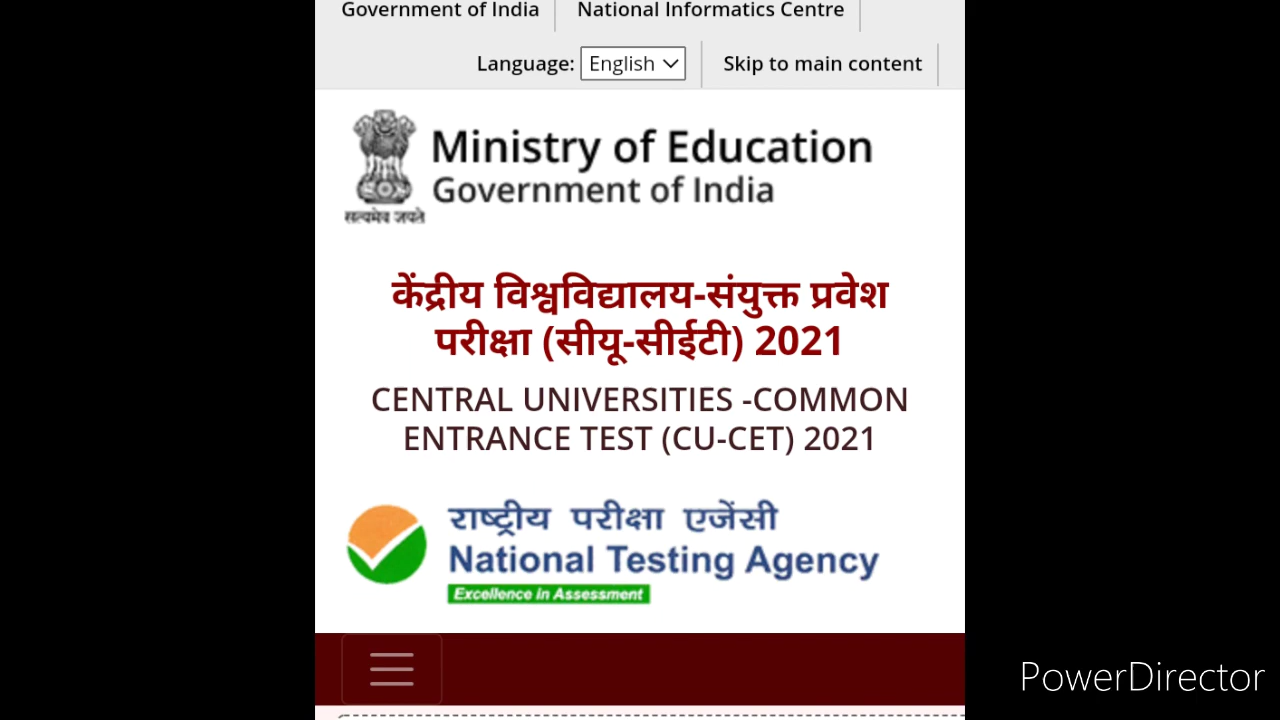 Government of India National Informatics Centre
Language: English Skip to main content
Ministry of Education
Government of India
सत्यमेव जयते
केंद्रीय विश्वविद्यालय-संयुक्त प्रवेश
परीक्षा (सीयू-सीईटी) 2021
CENTRAL UNIVERSITIES -COMMON
ENTRANCE TEST (CU-CET) 2021
राष्ट्रीय परीक्षा एजेंसी
National Testing Agency
Excellence in Assessment
PowerDirector